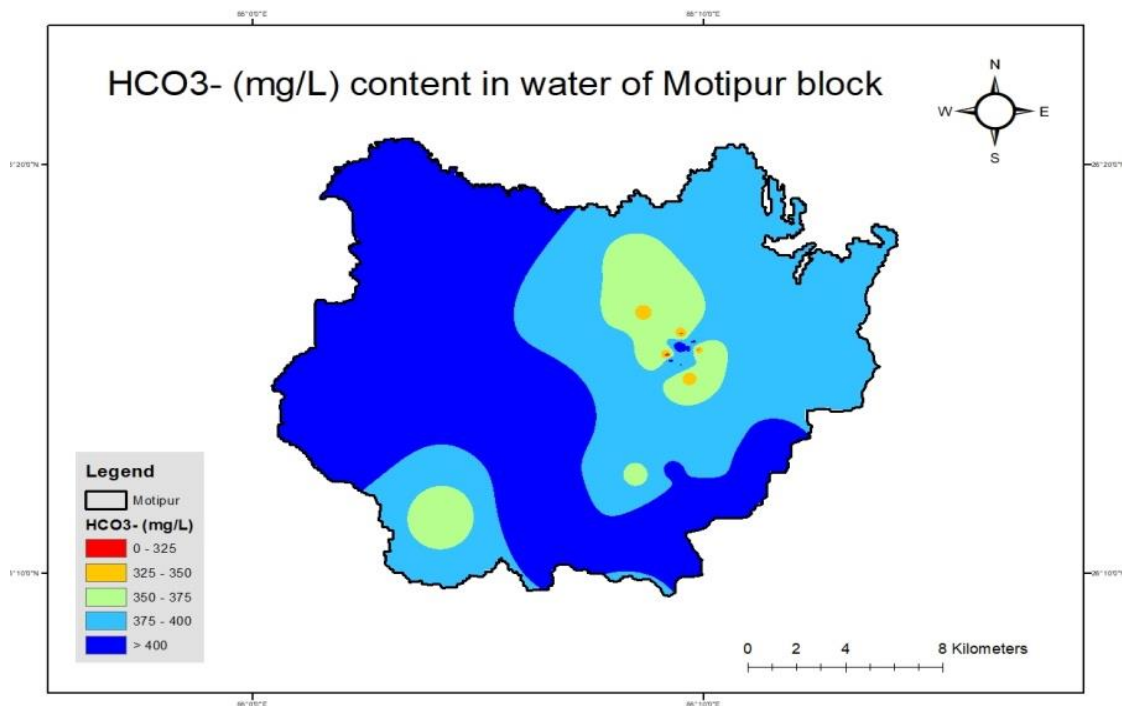 HCO3- (mg/L) content in water of Motipur block
N
W E
S
Legend
Motipur
HCO3- (mg/L)
0 - 325
325 - 350
350 - 375
375 - 400
> 400
0 2 4 8 Kilometers